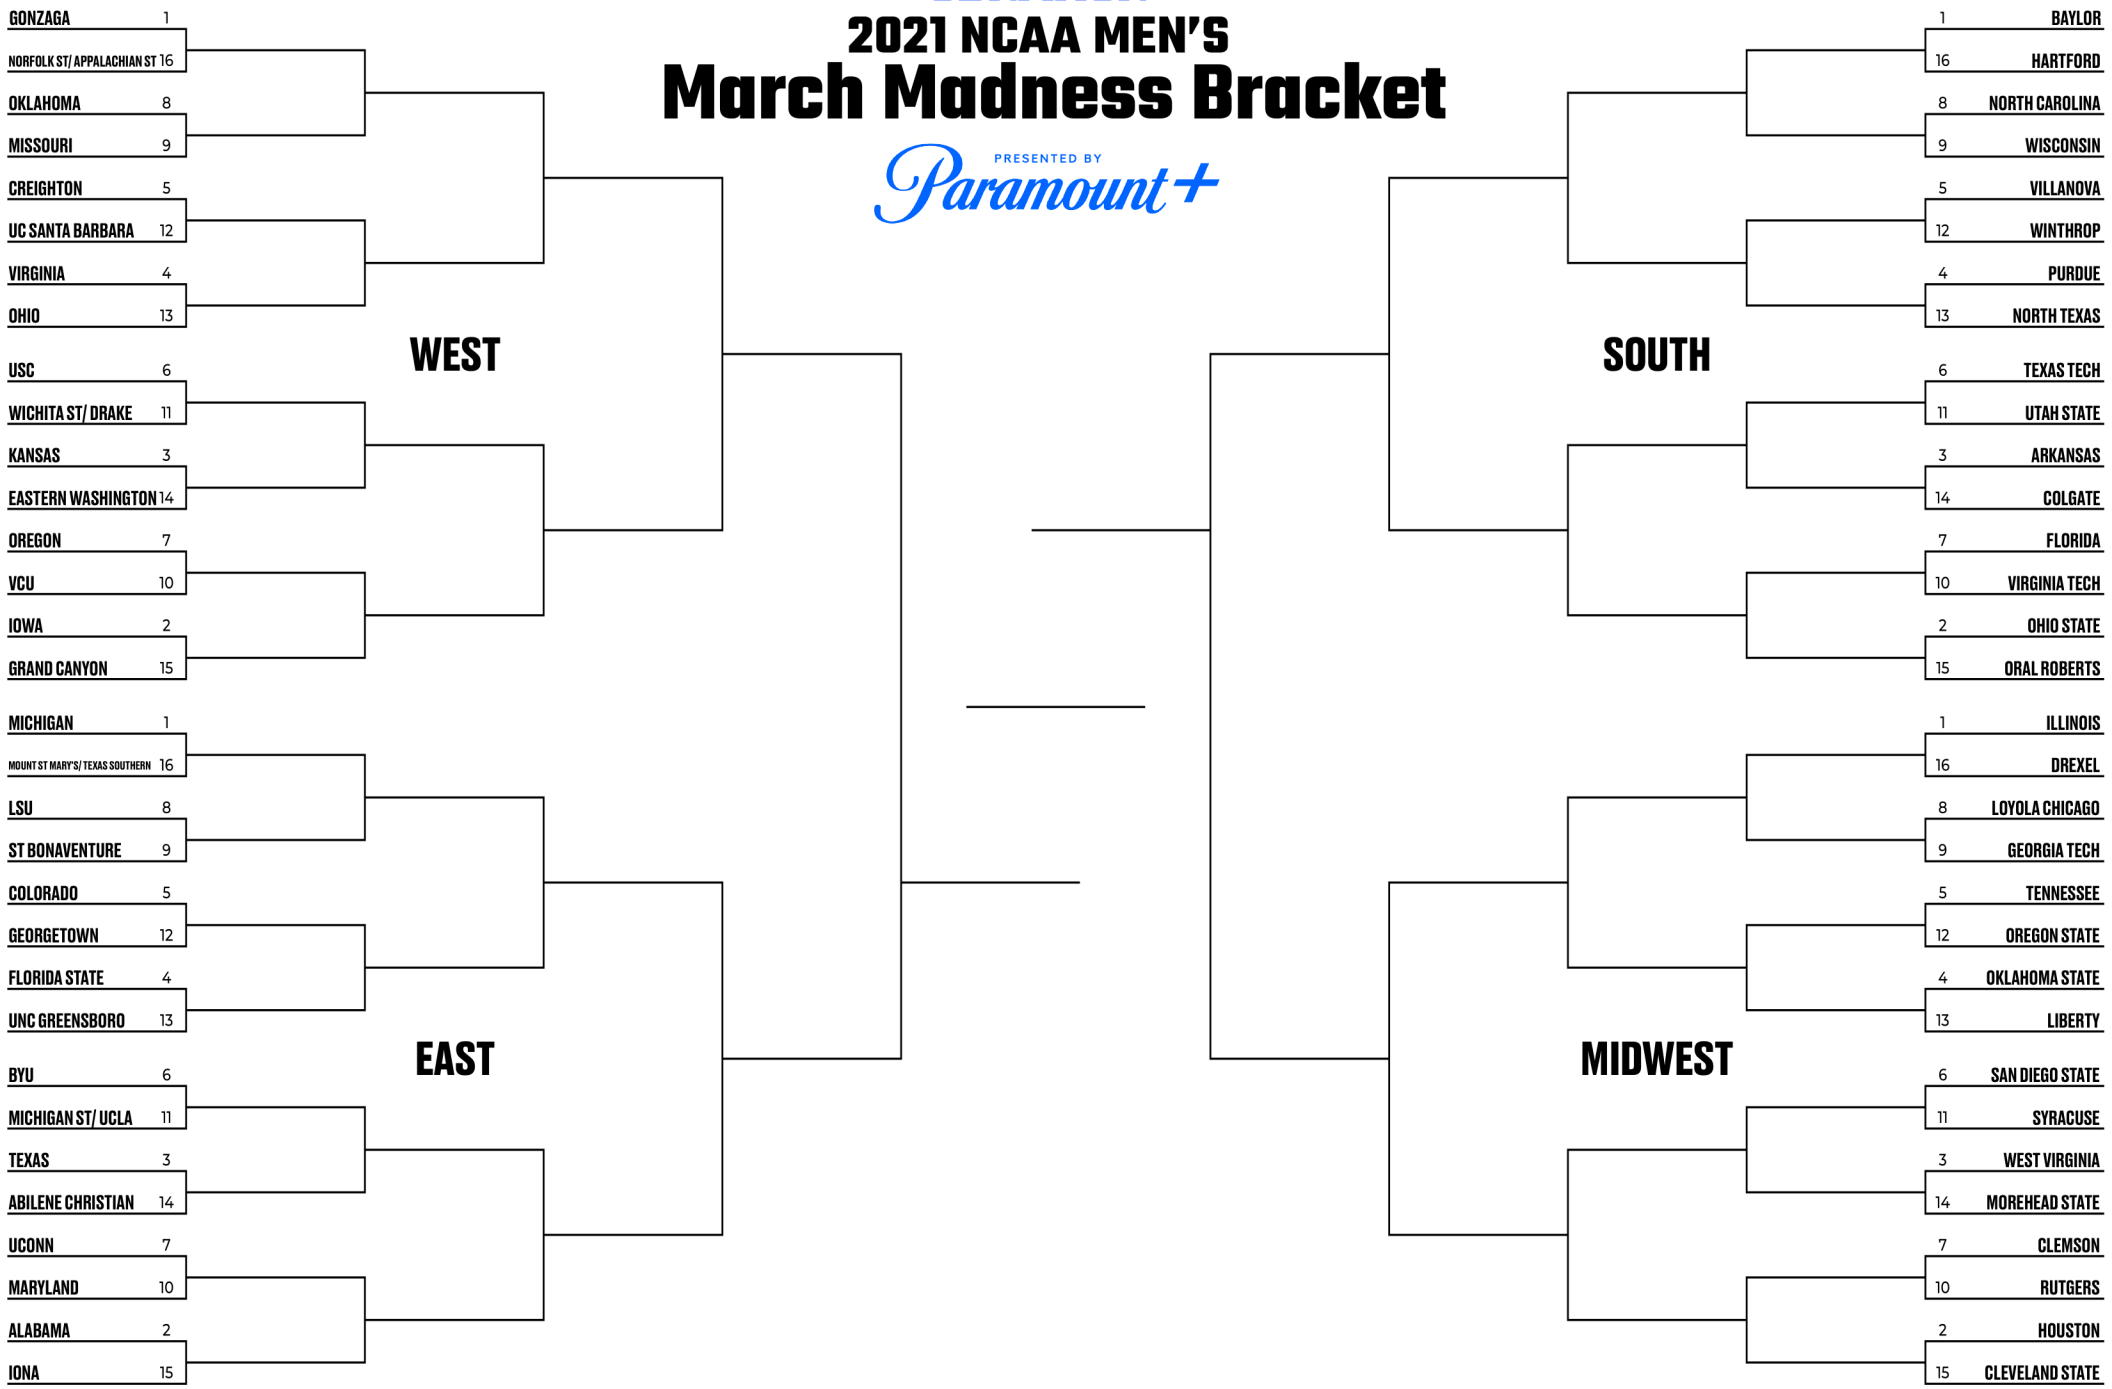 2021 NCAA MEN'S
March Madness Bracket
PRESENTED BY
Paramount+
GONZAGA 1
NORFOLK ST/ APPALACHIAN ST 16
OKLAHOMA 8
MISSOURI 9
CREIGHTON 5
UC SANTA BARBARA 12
VIRGINIA 4
OHIO 13
WEST
USC 6
WICHITA ST/ DRAKE 11
KANSAS 3
EASTERN WASHINGTON 14
OREGON 7
VCU 10
IOWA 2
GRAND CANYON 15
MICHIGAN 1
MOUNT ST MARY'S/ TEXAS SOUTHERN 16
LSU 8
ST BONAVENTURE 9
COLORADO 5
GEORGETOWN 12
FLORIDA STATE 4
UNC GREENSBORO 13
EAST
BYU 6
MICHIGAN ST/ UCLA 11
TEXAS 3
ABILENE CHRISTIAN 14
UCONN 7
MARYLAND 10
ALABAMA 2
IONA 15
1 BAYLOR
16 HARTFORD
8 NORTH CAROLINA
9 WISCONSIN
5 VILLANOVA
12 WINTHROP
4 PURDUE
13 NORTH TEXAS
SOUTH
6 TEXAS TECH
11 UTAH STATE
3 ARKANSAS
14 COLGATE
7 FLORIDA
10 VIRGINIA TECH
2 OHIO STATE
15 ORAL ROBERTS
1 ILLINOIS
16 DREXEL
8 LOYOLA CHICAGO
9 GEORGIA TECH
5 TENNESSEE
12 OREGON STATE
4 OKLAHOMA STATE
13 LIBERTY
MIDWEST
6 SAN DIEGO STATE
11 SYRACUSE
3 WEST VIRGINIA
14 MOREHEAD STATE
7 CLEMSON
10 RUTGERS
2 HOUSTON
15 CLEVELAND STATE